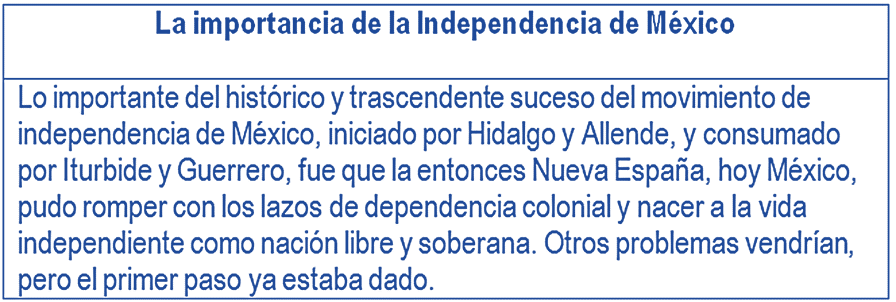 La importancia de la Independencia de México
Lo importante del histórico y trascendente suceso del movimiento de
independencia de México, iniciado por Hidalgo y Allende, y consumado
por Iturbide y Guerrero, fue que la entonces Nueva España, hoy México,
pudo romper con los lazos de dependencia colonial y nacer a la vida
independiente como nación libre y soberana. Otros problemas vendrían,
pero el primer paso ya estaba dado.